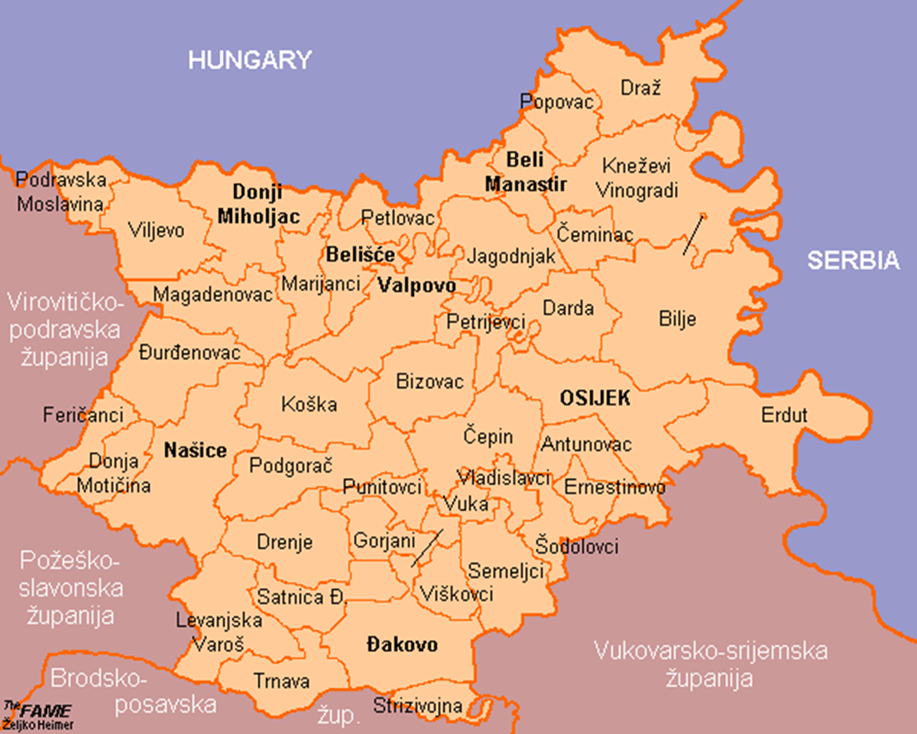 HUNGARY
Draž
Popovac
Beli
Manastir
Kneževi
Vinogradi
Podravska
Moslavina
Donji
Miholjac
Viljevo
Petlovac
Čeminac
Belišće
Jagodnjak
SERBIA
Marijanci
Valpovo
Magadenovac
Virovitičko-
podravska
županija
Darda
Petrijevci
Bilje
Đurđenovac
Bizovac
OSIJEK
Koška
Feričanci
Erdut
Našice
Čepin
Antunovac
Donja
Motičina
Podgorač
Vladislavci
Punitovci
Ernestinovo
Vuka
Drenje
Gorjani
Šodolovci
Požeško-
slavonska
županija
Semeljci
Satnica Đ
Viškovci
Levanjska
Varoš
Đakovo
Vukovarsko-srijemska
županija
Brodsko-
posavska
žup.
Trnava
Strizivojna
The
FAME
Željko Heimer